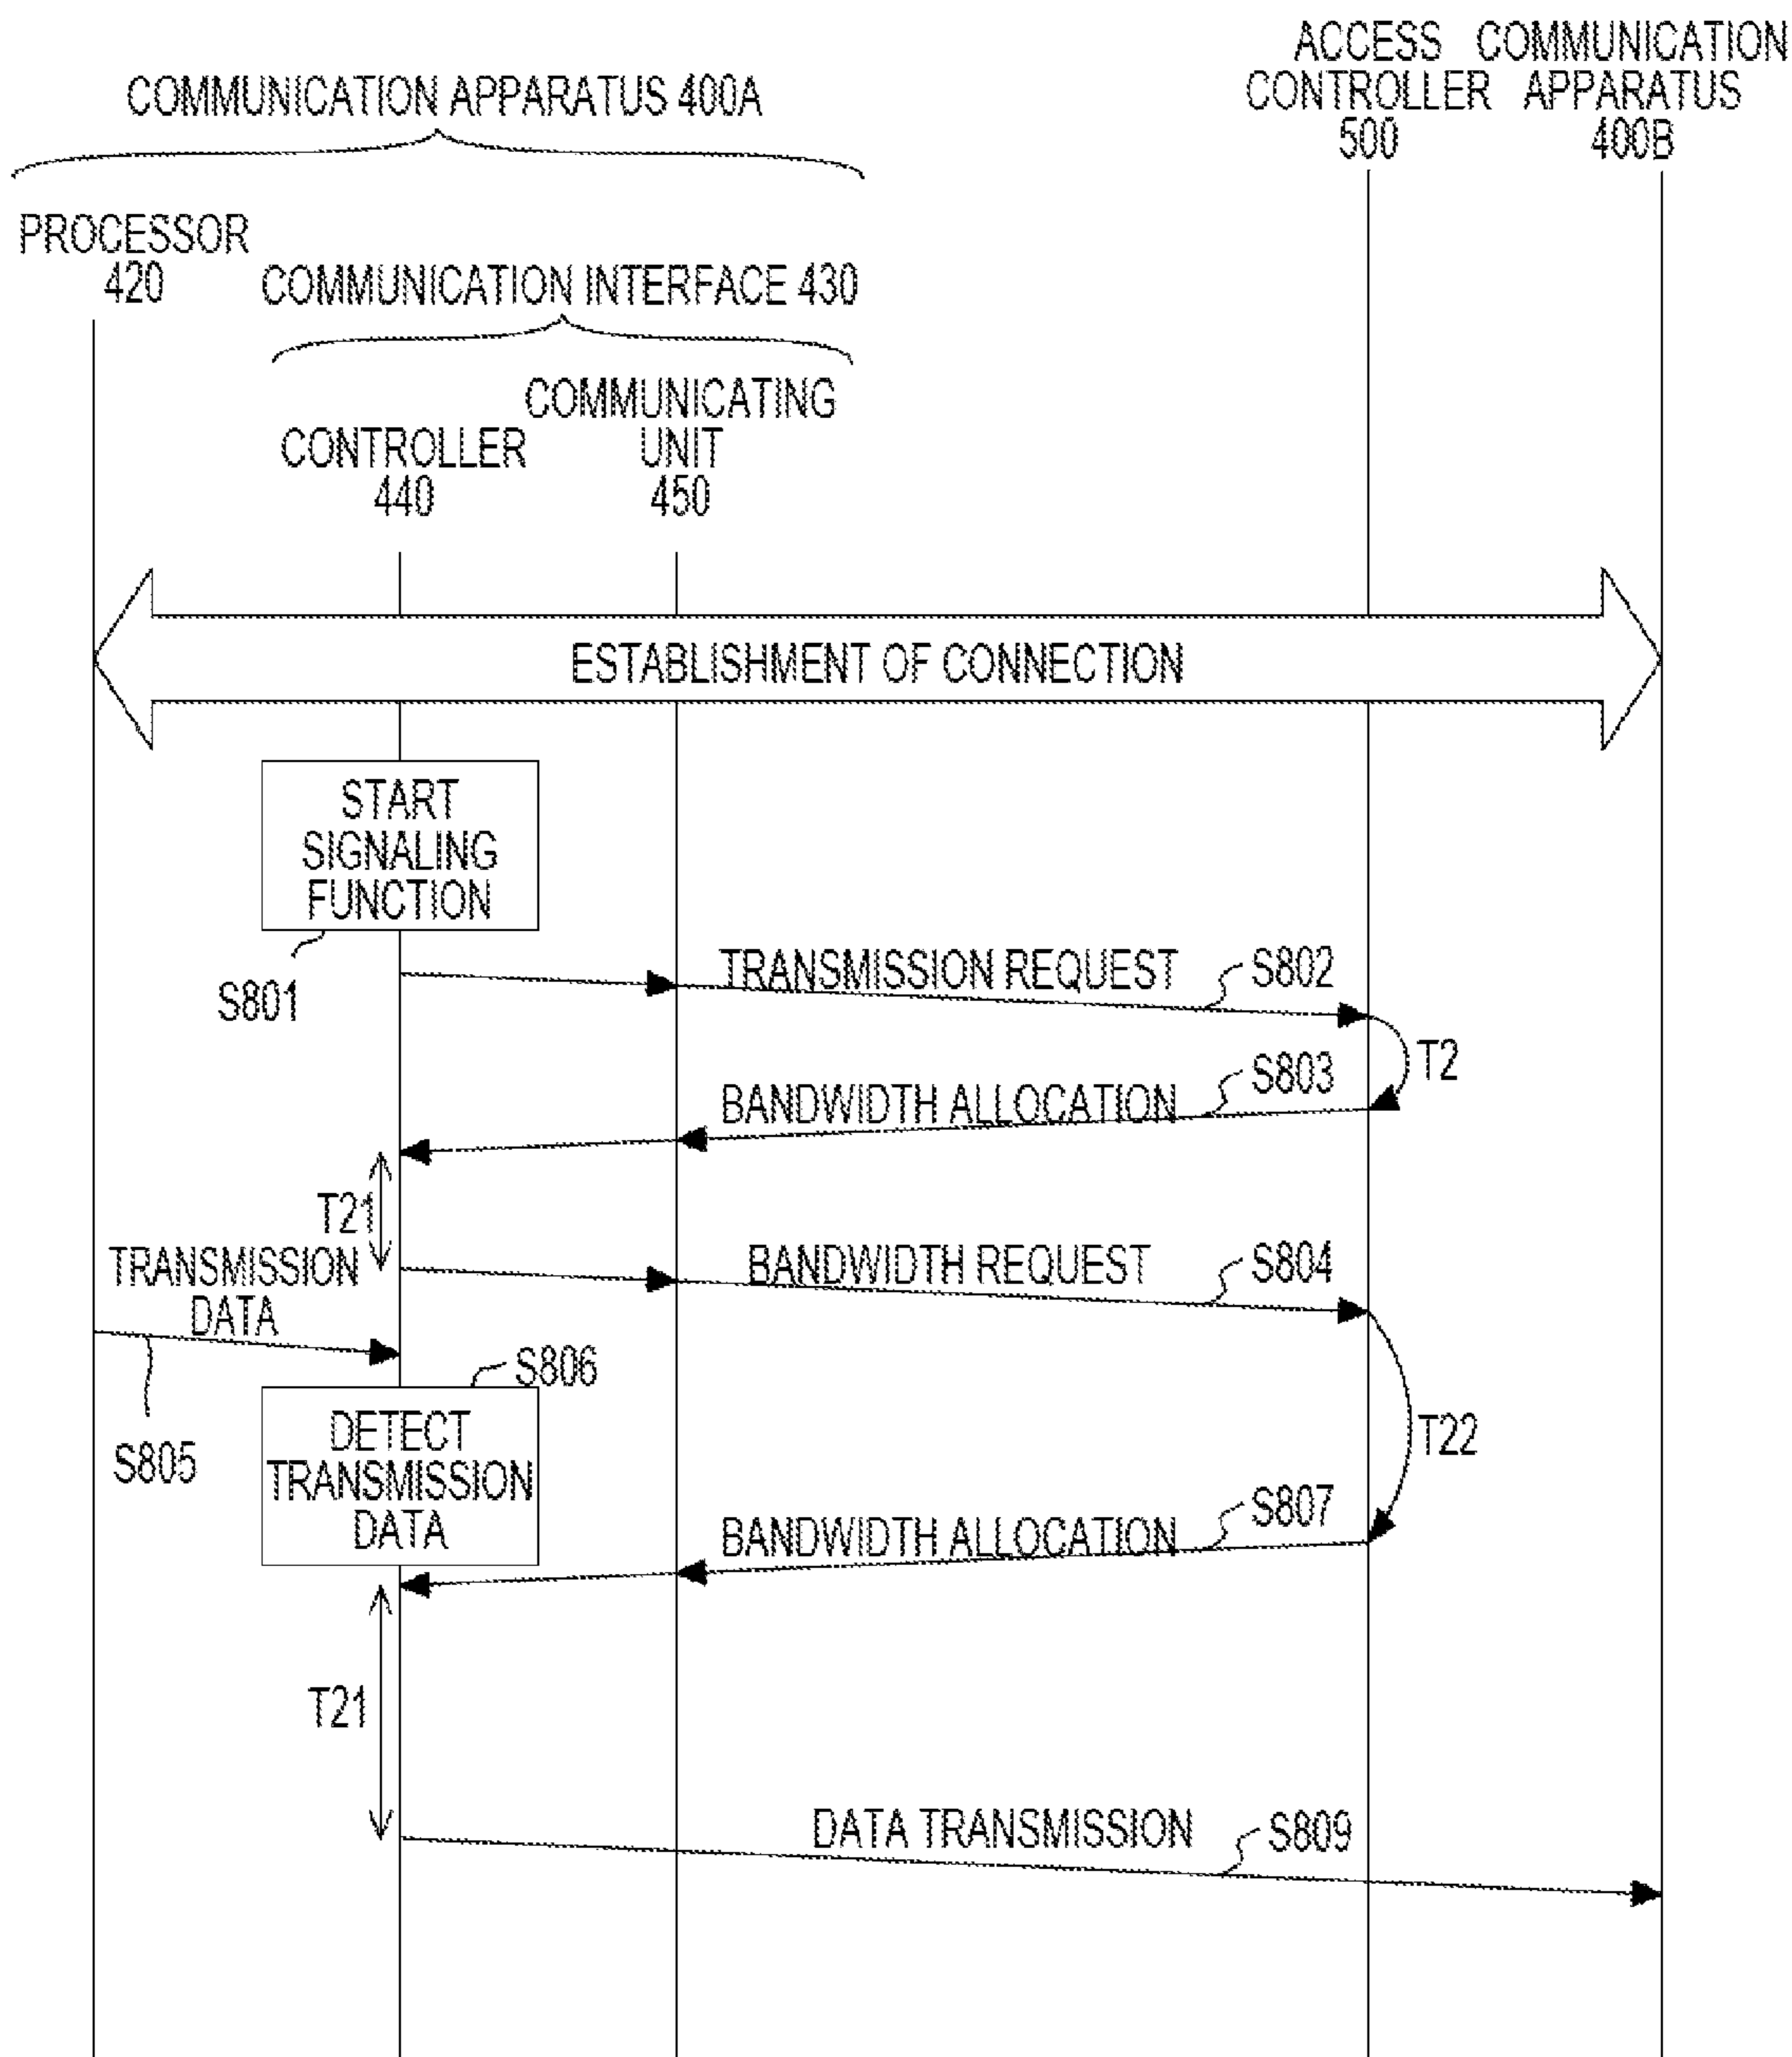 COMMUNICATION APPARATUS 400A
ACCESS
CONTROLLER
500
COMMUNICATION
APPARATUS
400B
PROCESSOR
420
COMMUNICATION INTERFACE 430
CONTROLLER
440
COMMUNICATING
UNIT
450
ESTABLISHMENT OF CONNECTION
START
SIGNALING
FUNCTION
S801
TRANSMISSION REQUEST
S802
T2
BANDWIDTH ALLOCATION
S803
T21
BANDWIDTH REQUEST
S804
TRANSMISSION
DATA
S805
S806
DETECT
TRANSMISSION
DATA
T22
BANDWIDTH ALLOCATION
S807
T21
DATA TRANSMISSION
S809